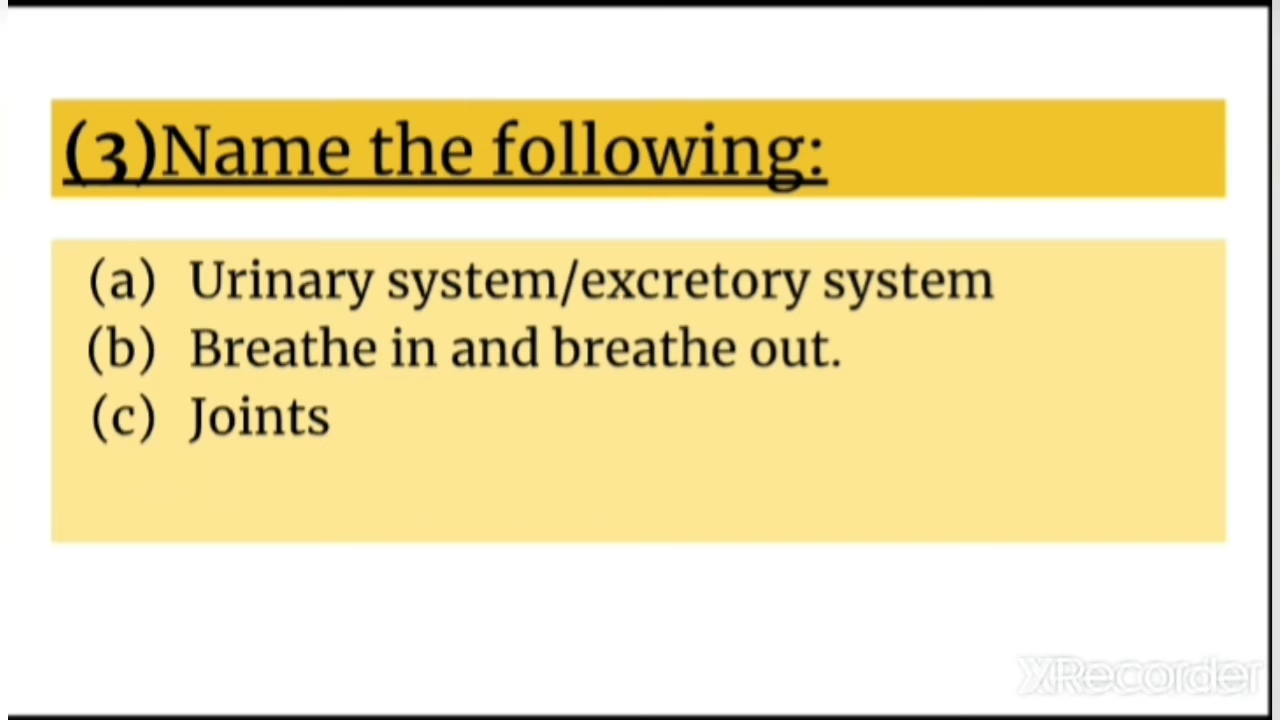 (3)Name the following:
(a) Urinary system/excretory system
(b) Breathe in and breathe out.
(c) Joints
XRecorder